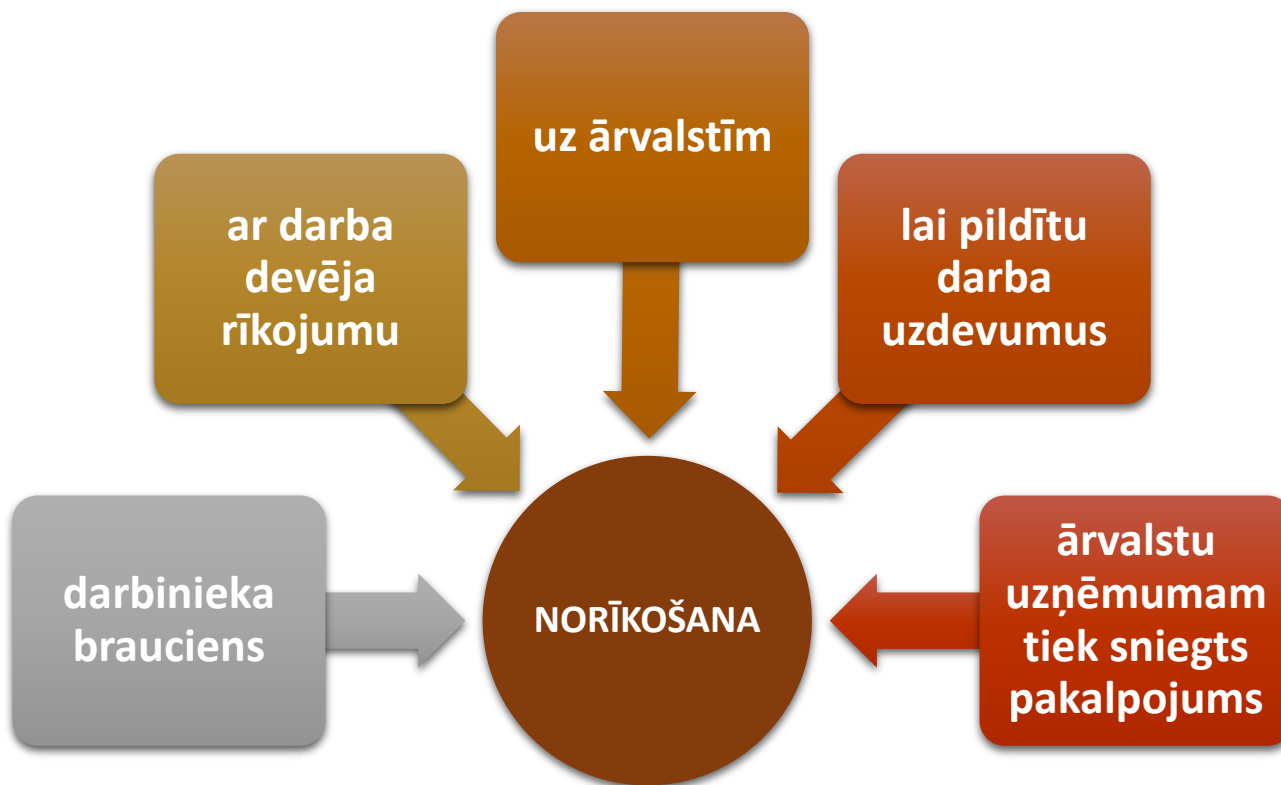 darbinieka
brauciens
ar darba
devēja
rīkojumu
uz ārvalstīm
lai pildītu
darba
uzdevumus
ārvalstu
uzņēmumam
tiek sniegts
pakalpojums
NORĪKOŠANA